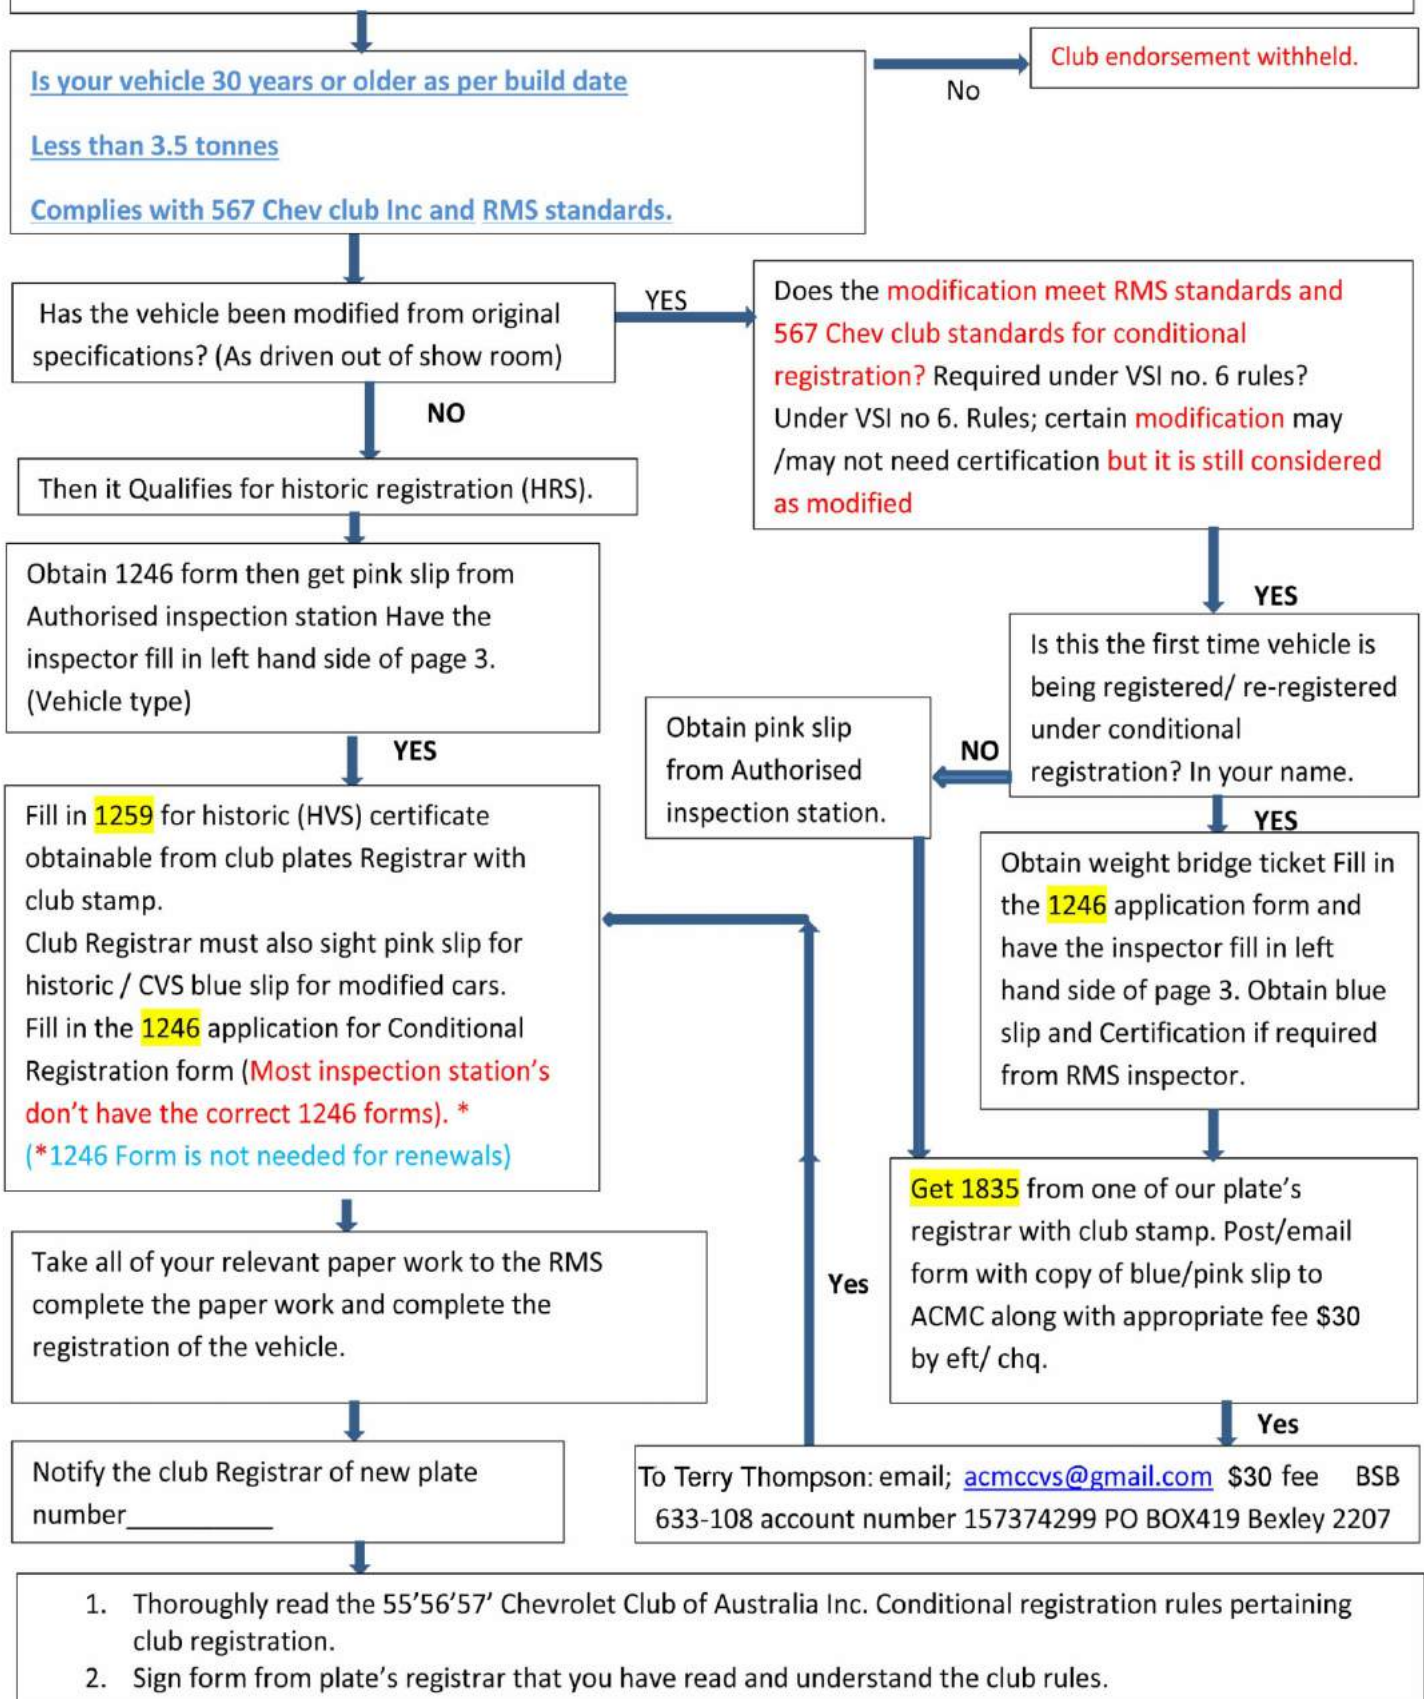 Is your vehicle 30 years or older as per build date
Less than 3.5 tonnes
Complies with 567 Chev club Inc and RMS standards.
No
Club endorsement withheld.
Has the vehicle been modified from original
specifications? (As driven out of show room)
YES
Does the modification meet RMS standards and
567 Chev club standards for conditional
registration? Required under VSI no. 6 rules?
Under VSI no 6. Rules; certain modification may
/may not need certification but it is still considered
as modified
NO
Then it Qualifies for historic registration (HRS).
Obtain 1246 form then get pink slip from
Authorised inspection station Have the
inspector fill in left hand side of page 3.
(Vehicle type)
YES
YES
Is this the first time vehicle is
being registered/ re-registered
under conditional
registration? In your name.
NO
Obtain pink slip
from Authorised
inspection station.
YES
Obtain weight bridge ticket Fill in
the 1246 application form and
have the inspector fill in left
hand side of page 3. Obtain blue
slip and Certification if required
from RMS inspector.
Fill in 1259 for historic (HVS) certificate
obtainable from club plates Registrar with
club stamp.
Club Registrar must also sight pink slip for
historic / CVS blue slip for modified cars.
Fill in the 1246 application for Conditional
Registration form (Most inspection station's
don't have the correct 1246 forms). *
(*1246 Form is not needed for renewals)
Get 1835 from one of our plate's
registrar with club stamp. Post/email
form with copy of blue/pink slip to
ACMC along with appropriate fee $30
by eft/ chq.
Yes
Yes
To Terry Thompson: email; acmccvs@gmail.com $30 fee BSB
633-108 account number 157374299 PO BOX419 Bexley 2207
Take all of your relevant paper work to the RMS
complete the paper work and complete the
registration of the vehicle.
Notify the club Registrar of new plate
number__________
1. Thoroughly read the 55'56'57' Chevrolet Club of Australia Inc. Conditional registration rules pertaining
club registration.
2. Sign form from plate's registrar that you have read and understand the club rules.